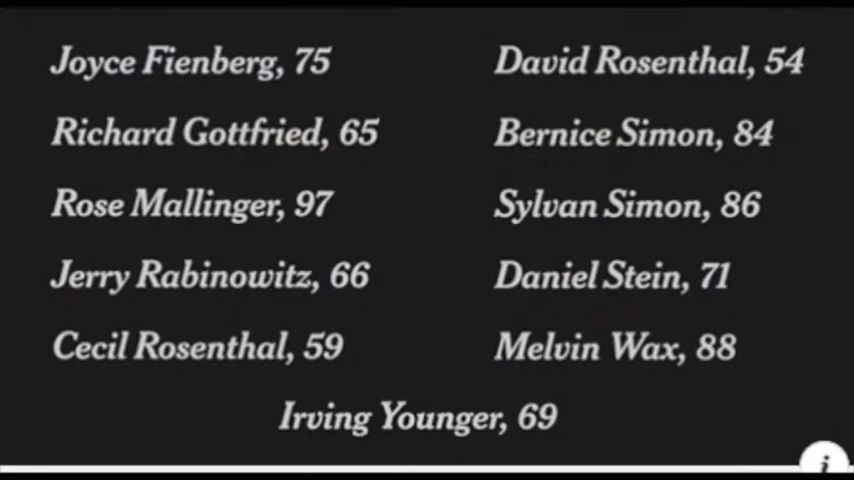 Joyce Fienberg, 75
Richard Gottfried, 65
Rose Mallinger, 97
Jerry Rabinowitz, 66
Cecil Rosenthal, 59
David Rosenthal, 54
Bernice Simon, 84
Sylvan Simon, 86
Daniel Stein, 71
Melvin Wax, 88
Irving Younger, 69
i